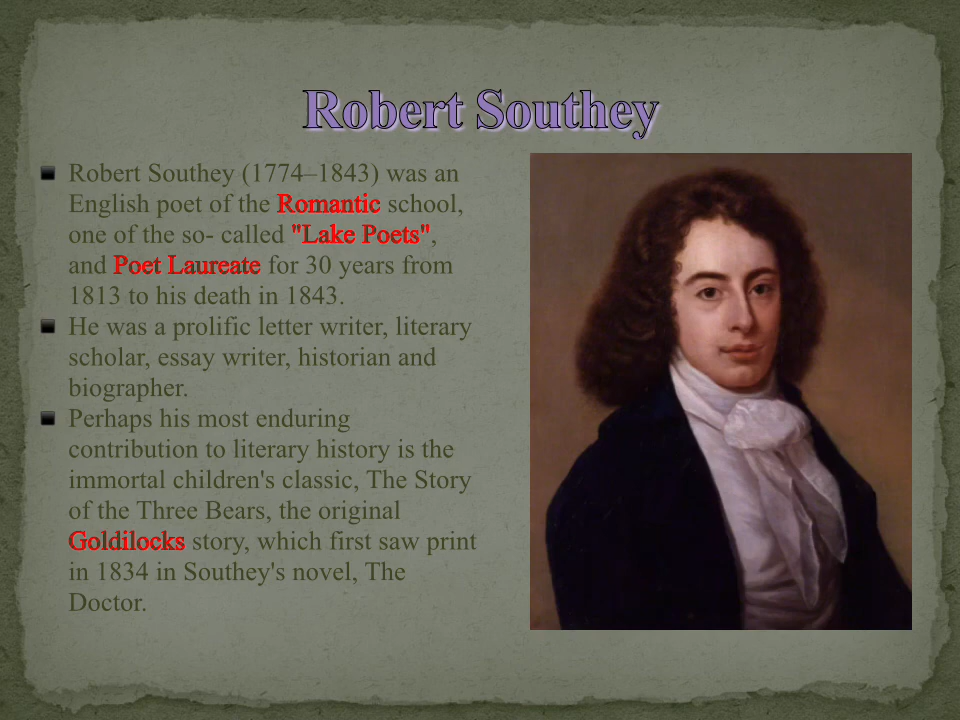 Robert Southey
Robert Southey (1774–1843) was an
English poet of the Romantic school,
one of the so- called "Lake Poets",
and Poet Laureate for 30 years from
1813 to his death in 1843.
He was a prolific letter writer, literary
scholar, essay writer, historian and
biographer.
Perhaps his most enduring
contribution to literary history is the
immortal children's classic, The Story
of the Three Bears, the original
Goldilocks story, which first saw print
in 1834 in Southey's novel, The
Doctor.